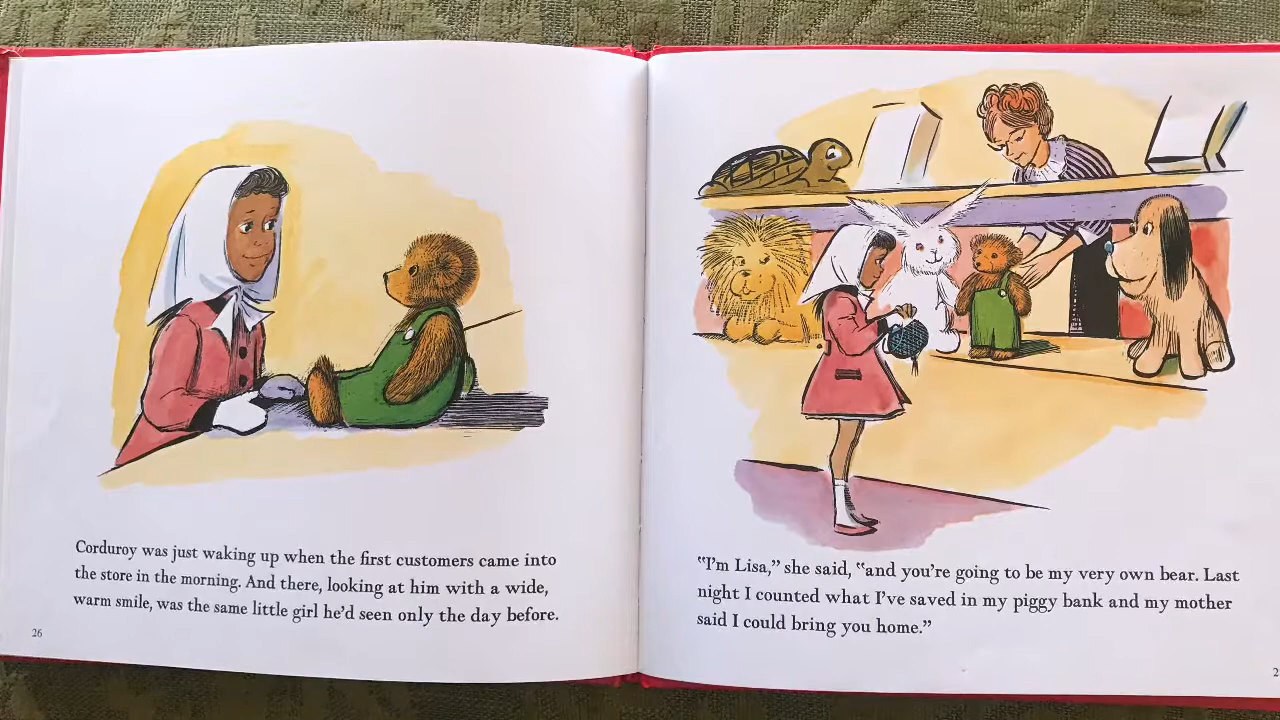 Corduroy was just waking up when the first customers came into
the store in the morning. And there, looking at him with a wide,
warm smile, was the same little girl he'd seen only the day before.
26
“I'm Lisa,” she said, “and you're going to be my very own bear. Last
night I counted what I've saved in my piggy bank and my mother
said I could bring you home.”
2